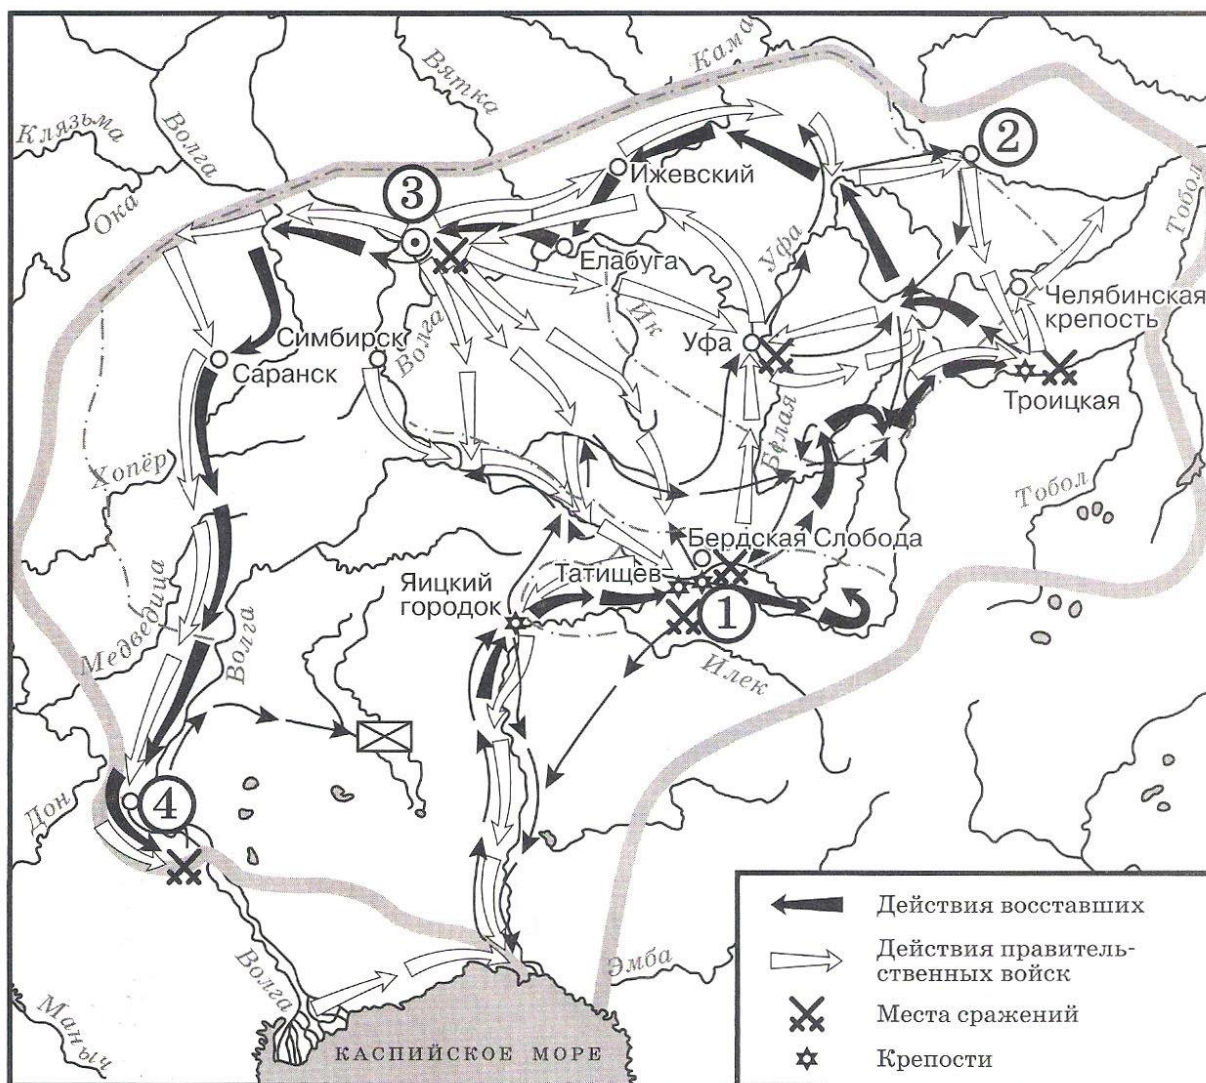 Кама
Вятка
Клязьма
Волга
2
Тобол
Ока
3
Ижевский
Уфа
Елабуга
Челябинская
крепость
Ик
Волга
Симбирск
Уфа
Саранск
Троицкая
Белая
Хопёр
Тобол
Бердская Слобода
Татищев
Яицкий
городок
1
Медведица
Волга
Илек
Дон
4
Действия восставших
Действия правитель-
ственных войск
Места сражений
Крепости
Эмба
Волга
Маныч
КАСПИЙСКОЕ МОРЕ